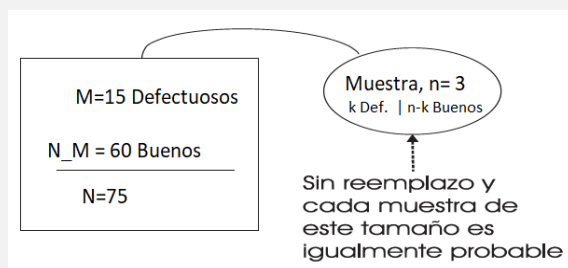 M=15 Defectuosos
N_M = 60 Buenos
N=75
Muestra, n= 3
k Def. | n-k Buenos
Sin reemplazo y
cada muestra de
este tamaño es
igualmente probable